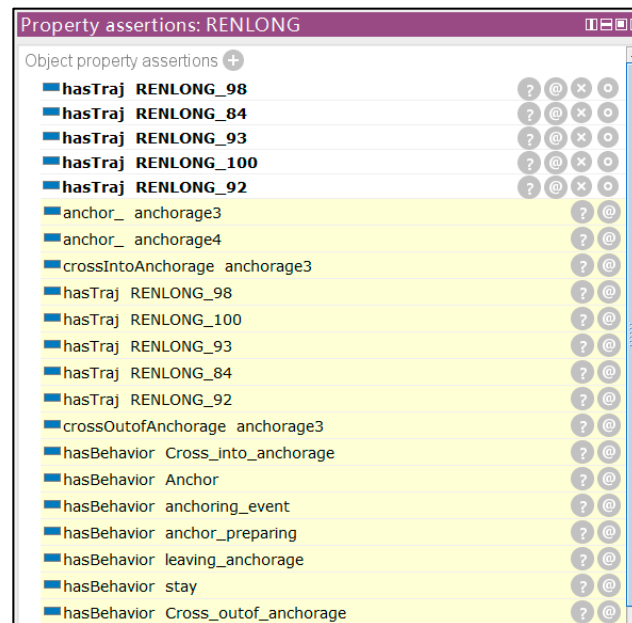 Property assertions: RENLONG
Object property assertions
hasTraj RENLONG_98
hasTraj RENLONG_84
hasTraj RENLONG_93
hasTraj RENLONG_100
hasTraj RENLONG_92
anchor_ anchorage3
anchor_ anchorage4
crossIntoAnchorage anchorage3
hasTraj RENLONG_98
hasTraj RENLONG_100
hasTraj RENLONG_93
hasTraj RENLONG_84
hasTraj RENLONG_92
crossOutofAnchorage anchorage3
hasBehavior Cross_into_anchorage
hasBehavior Anchor
hasBehavior anchoring_event
hasBehavior anchor_preparing
hasBehavior leaving_anchorage
hasBehavior stay
hasBehavior Cross_outof_anchorage